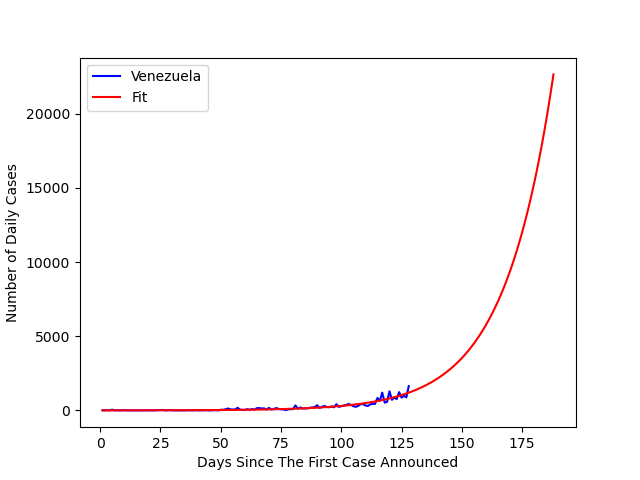 Venezuela
Fit
20000
15000
10000
5000
0
Number of Daily Cases
0 25 50 75 100 125 150 175
Days Since The First Case Announced